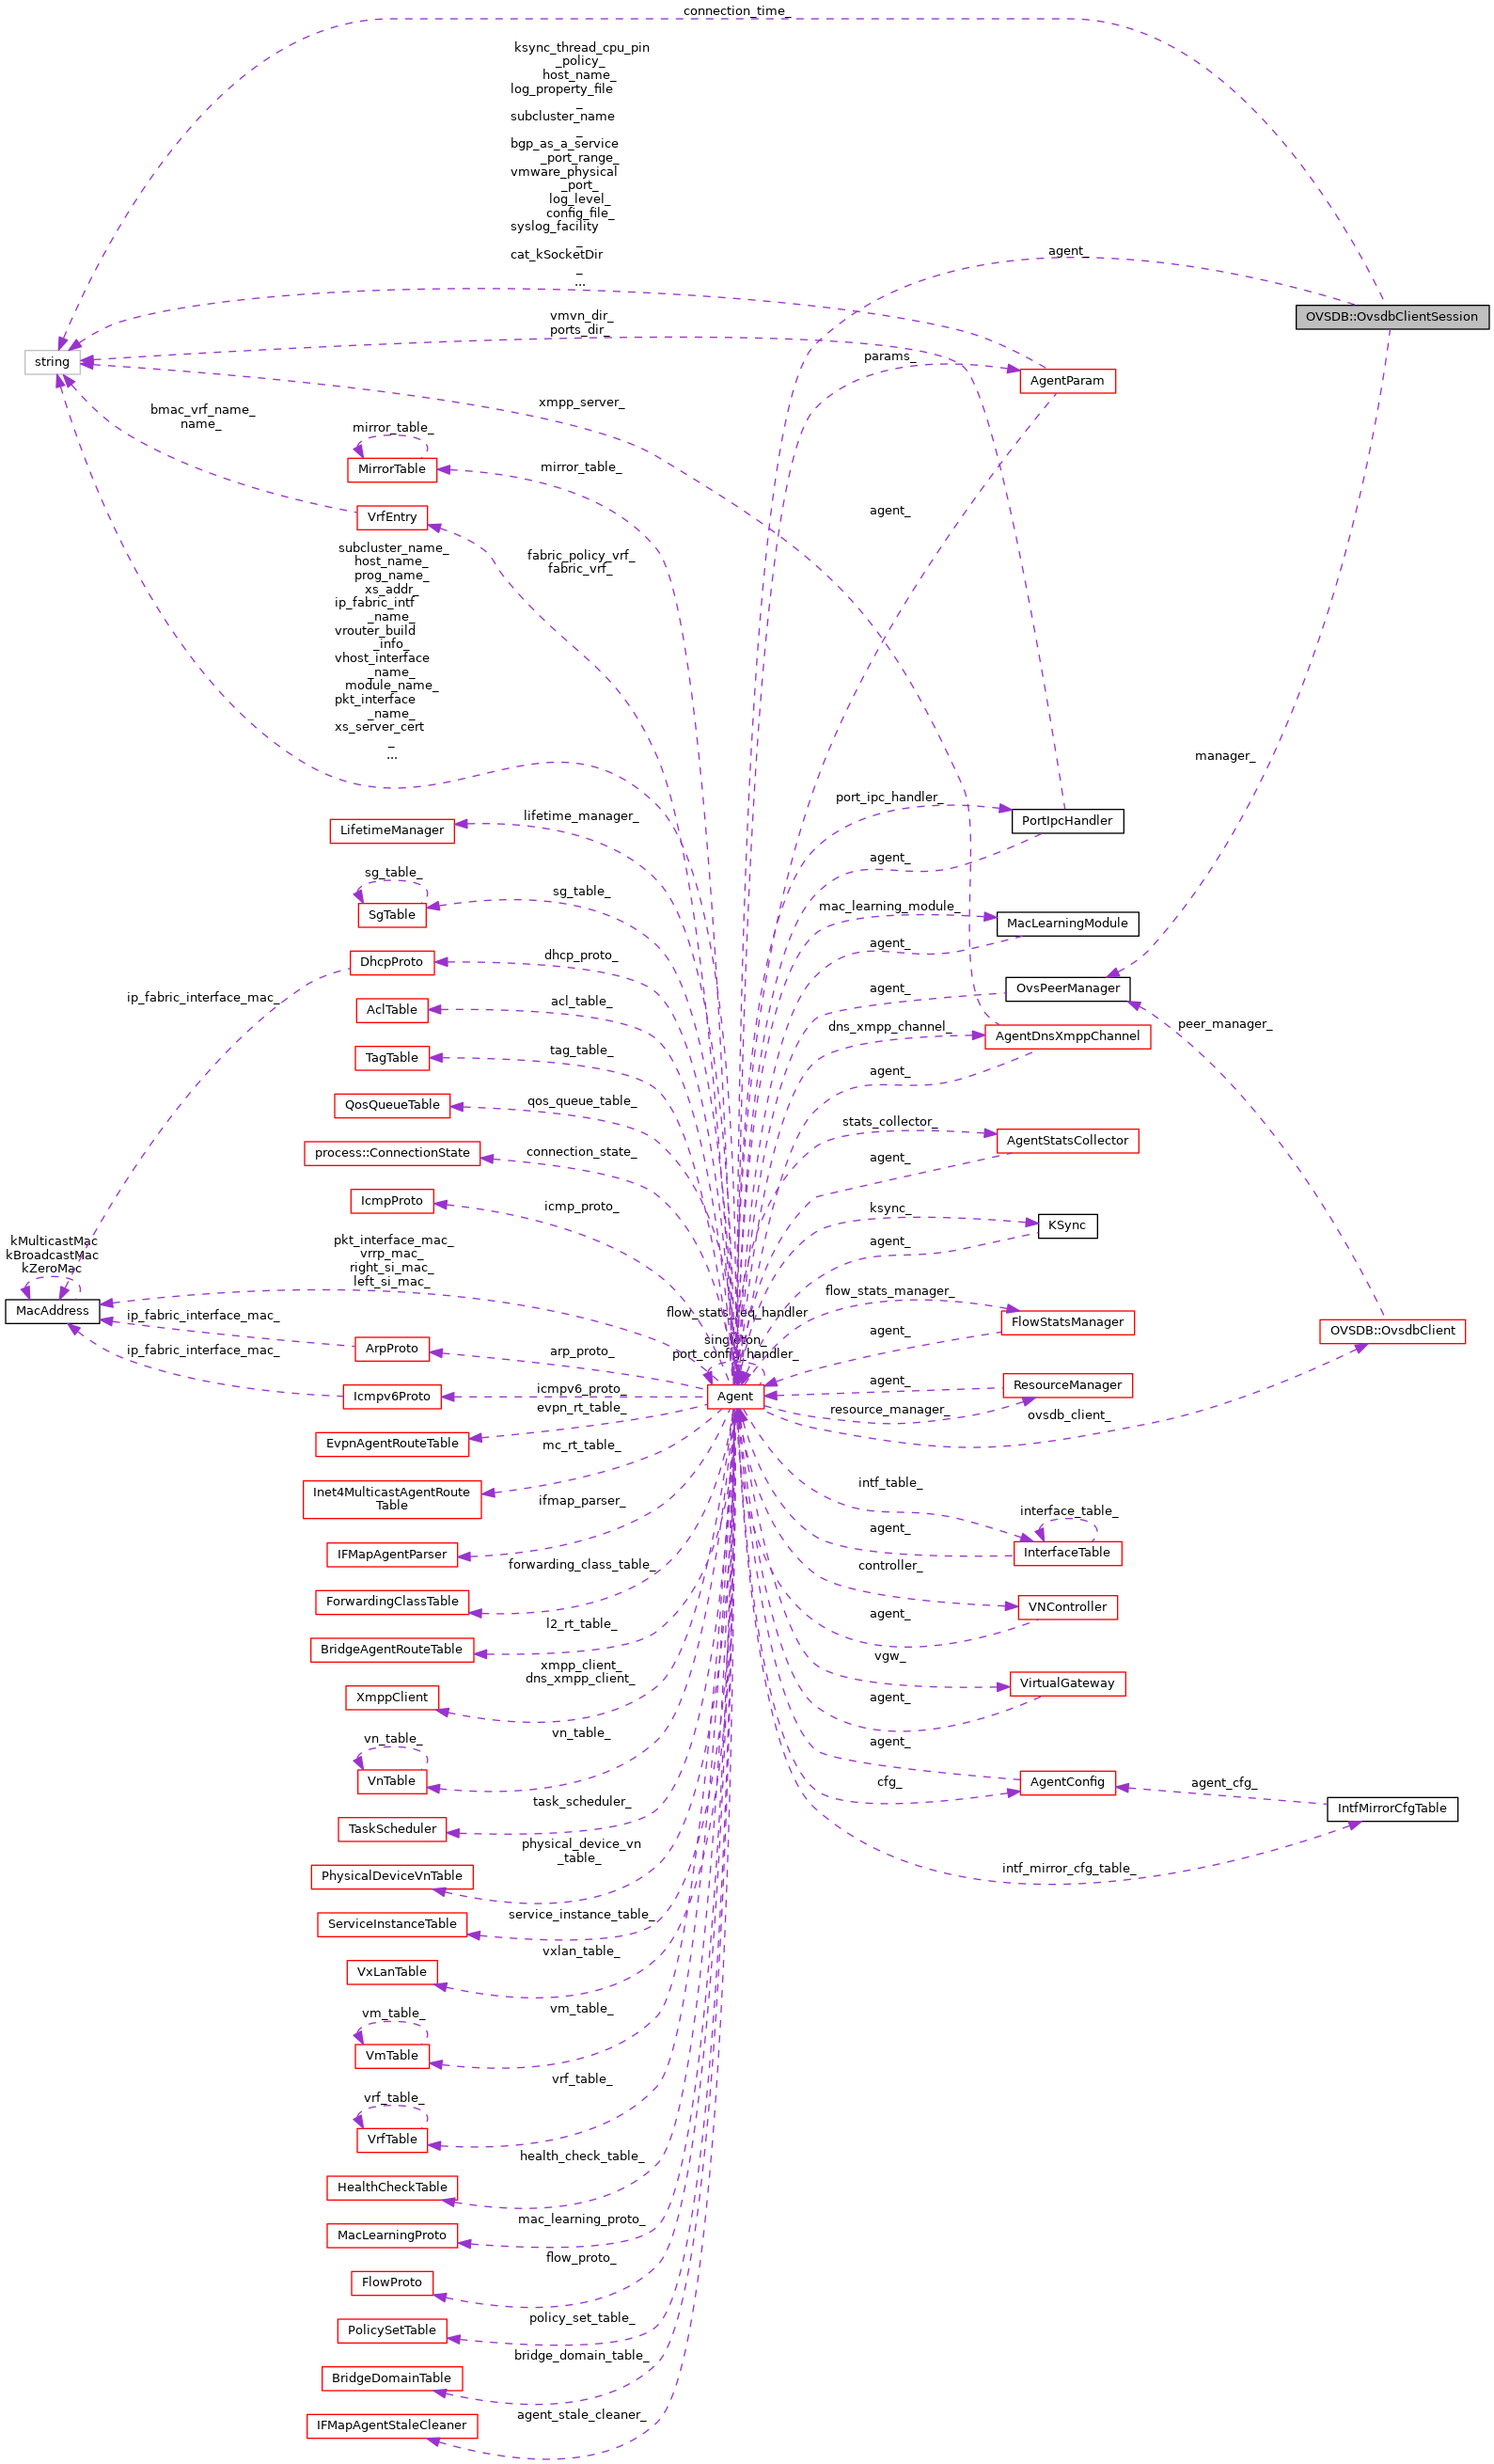 connection_time_
ksync_thread_cpu_pin
_policy_
host_name_
log_property_file
_
subcluster_name
_
bgp_as_a_service
_port_range_
vmware_physical
_port_
log_level_
config_file_
syslog_facility
_
cat_kSocketDir
_
...
agent_
OVSDB::OvsdbClientSession
vmvn_dir_
ports_dir_
string
params_
AgentParam
bmac_vrf_name_
name_
xmpp_server_
mirror_table_
MirrorTable
mirror_table_
VrfEntry
agent_
fabric_policy_vrf_
fabric_vrf_
subcluster_name_
host_name_
prog_name_
xs_addr_
ip_fabric_intf
_name_
vrouter_build
_info_
vhost_interface
_name_
module_name_
pkt_interface
_name_
xs_server_cert
_
...
manager_
port_ipc_handler_
PortIpcHandler
lifetime_manager_
LifetimeManager
agent_
sg_table_
SgTable
sg_table_
mac_learning_module_
MacLearningModule
agent_
dhcp_proto_
DhcpProto
ip_fabric_interface_mac_
agent_
OvsPeerManager
acl_table_
AclTable
dns_xmpp_channel_
AgentDnsXmppChannel
peer_manager_
tag_table_
TagTable
agent_
qos_queue_table_
QosQueueTable
stats_collector_
AgentStatsCollector
connection_state_
process::ConnectionState
agent_
icmp_proto_
IcmpProto
ksync_
KSync
agent_
kMulticastMac
kBroadcastMac
kZeroMac
MacAddress
pkt_interface_mac_
vrrp_mac_
right_si_mac_
left_si_mac_
flow_stats_manager_
FlowStatsManager
flow_stats_req_handler
_
singleton_
port_config_handler_
agent_
OVSDB::OvsdbClient
ip_fabric_interface_mac_
ArpProto
arp_proto_
ip_fabric_interface_mac_
Icmpv6Proto
icmpv6_proto_
Agent
agent_
ResourceManager
resource_manager_
ovsdb_client_
evpn_rt_table_
EvpnAgentRouteTable
mc_rt_table_
Inet4MulticastAgentRoute
Table
intf_table_
interface_table_
InterfaceTable
agent_
ifmap_parser_
IFMapAgentParser
forwarding_class_table_
ForwardingClassTable
controller_
VNController
agent_
l2_rt_table_
BridgeAgentRouteTable
vgw_
VirtualGateway
agent_
xmpp_client_
dns_xmpp_client_
XmppClient
vn_table_
VnTable
vn_table_
agent_
AgentConfig
cfg_
agent_cfg_
IntfMirrorCfgTable
intf_mirror_cfg_table_
task_scheduler_
TaskScheduler
physical_device_vn
_table_
PhysicalDeviceVnTable
service_instance_table_
ServiceInstanceTable
vxlan_table_
VxLanTable
vm_table_
VmTable
vm_table_
vrf_table_
VrfTable
vrf_table_
health_check_table_
HealthCheckTable
mac_learning_proto_
MacLearningProto
flow_proto_
FlowProto
policy_set_table_
PolicySetTable
bridge_domain_table_
BridgeDomainTable
agent_stale_cleaner_
IFMapAgentStaleCleaner